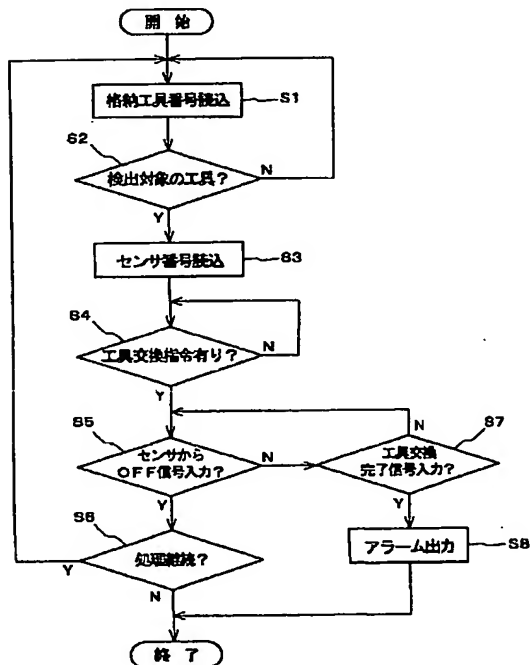 開 始
格納工具番号読込
S1
S2
検出対象の工具?
N
Y
センサ番号読込
S3
S4
工具交換指令有り?
N
Y
N
S5
センサから
OFF信号入力?
N
S7
工具交換
完了信号入力?
Y
Y
S6
処理継続?
Y
N
アラーム出力
S8
終 了